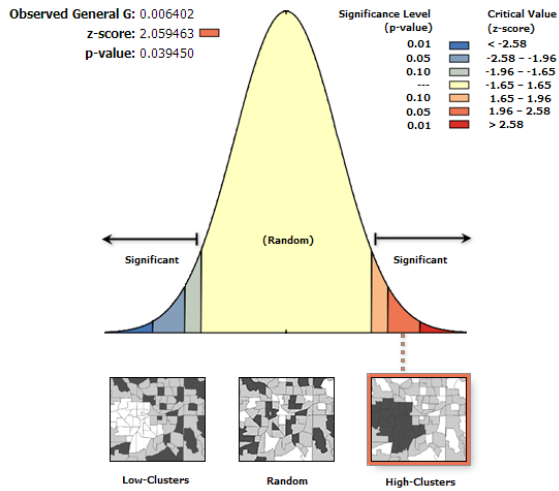 Observed General G: 0.006402
z-score: 2.059463
p-value: 0.039450
Significance Level
(p-value)
Critical Value
(z-score)
0.01 < -2.58
0.05 -2.58 – -1.96
0.10 -1.96 – -1.65
--- -1.65 – 1.65
0.10 1.65 – 1.96
0.05 1.96 – 2.58
0.01 > 2.58
Significant
(Random)
Significant
Low-Clusters
Random
High-Clusters